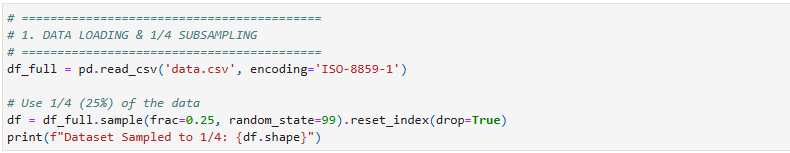 # ==========================================
# 1. DATA LOADING & 1/4 SUBSAMPLING
# ==========================================
df_full = pd.read_csv('data.csv', encoding='ISO-8859-1')
# Use 1/4 (25%) of the data
df = df_full.sample(frac=0.25, random_state=99).reset_index(drop=True)
print(f"Dataset Sampled to 1/4: {df.shape}")